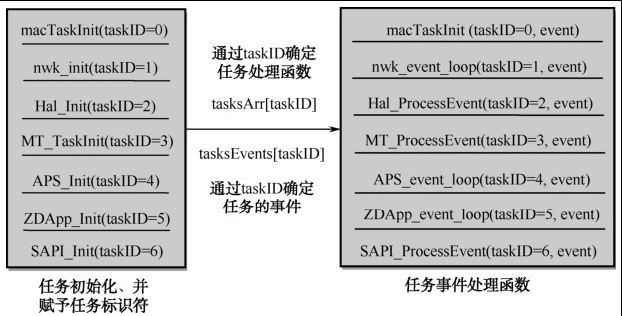 macTaskInit(taskID=0)
nwk_init(taskID=1)
Hal_Init(taskID=2)
MT_TaskInit(taskID=3)
APS_Init(taskID=4)
ZDApp_Init(taskID=5)
SAPI_Init(taskID=6)
任务初始化、并
赋予任务标识符
通过taskID确定
任务处理函数
tasksArr[taskID]
tasksEvents[taskID]
通过taskID确定
任务的事件
macTaskInit (taskID=0, event)
nwk_event_loop(taskID=1, event)
Hal_ProcessEvent(taskID=2, event)
MT_ProcessEvent(taskID=3, event)
APS_event_loop(taskID=4, event)
ZDApp_event_loop(taskID=5, event)
SAPI_ProcessEvent(taskID=6, event)
任务事件处理函数